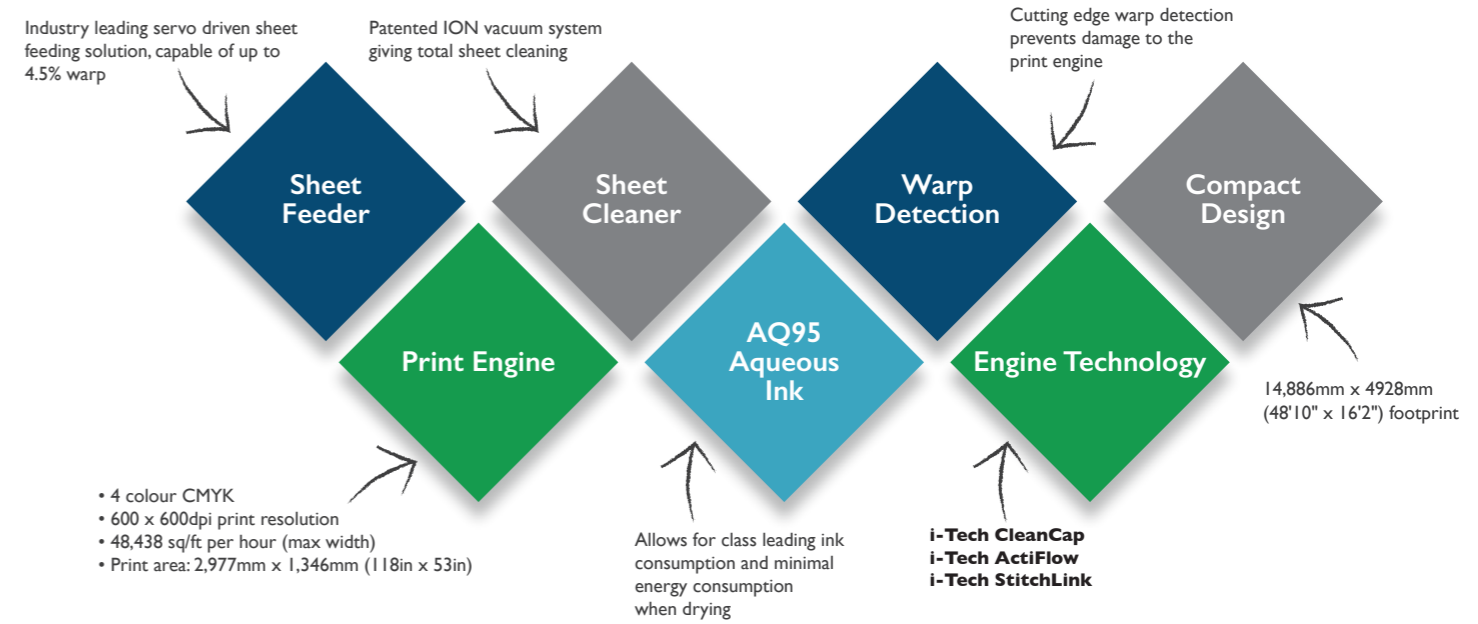 Industry leading servo driven sheet
feeding solution, capable of up to
4.5% warp
Patented ION vacuum system
giving total sheet cleaning
Cutting edge warp detection
prevents damage to the
print engine
Sheet
Feeder
Sheet
Cleaner
Warp
Detection
Compact
Design
Print Engine
AQ95
Aqueous
Ink
Engine Technology
14,886mm x 4928mm
(48'10" x 16'2") footprint
• 4 colour CMYK
• 600 x 600dpi print resolution
• 48,438 sq/ft per hour (max width)
• Print area: 2,977mm x 1,346mm (118in x 53in)
Allows for class leading ink
consumption and minimal
energy consumption
when drying
i-Tech CleanCap
i-Tech ActiFlow
i-Tech StitchLink